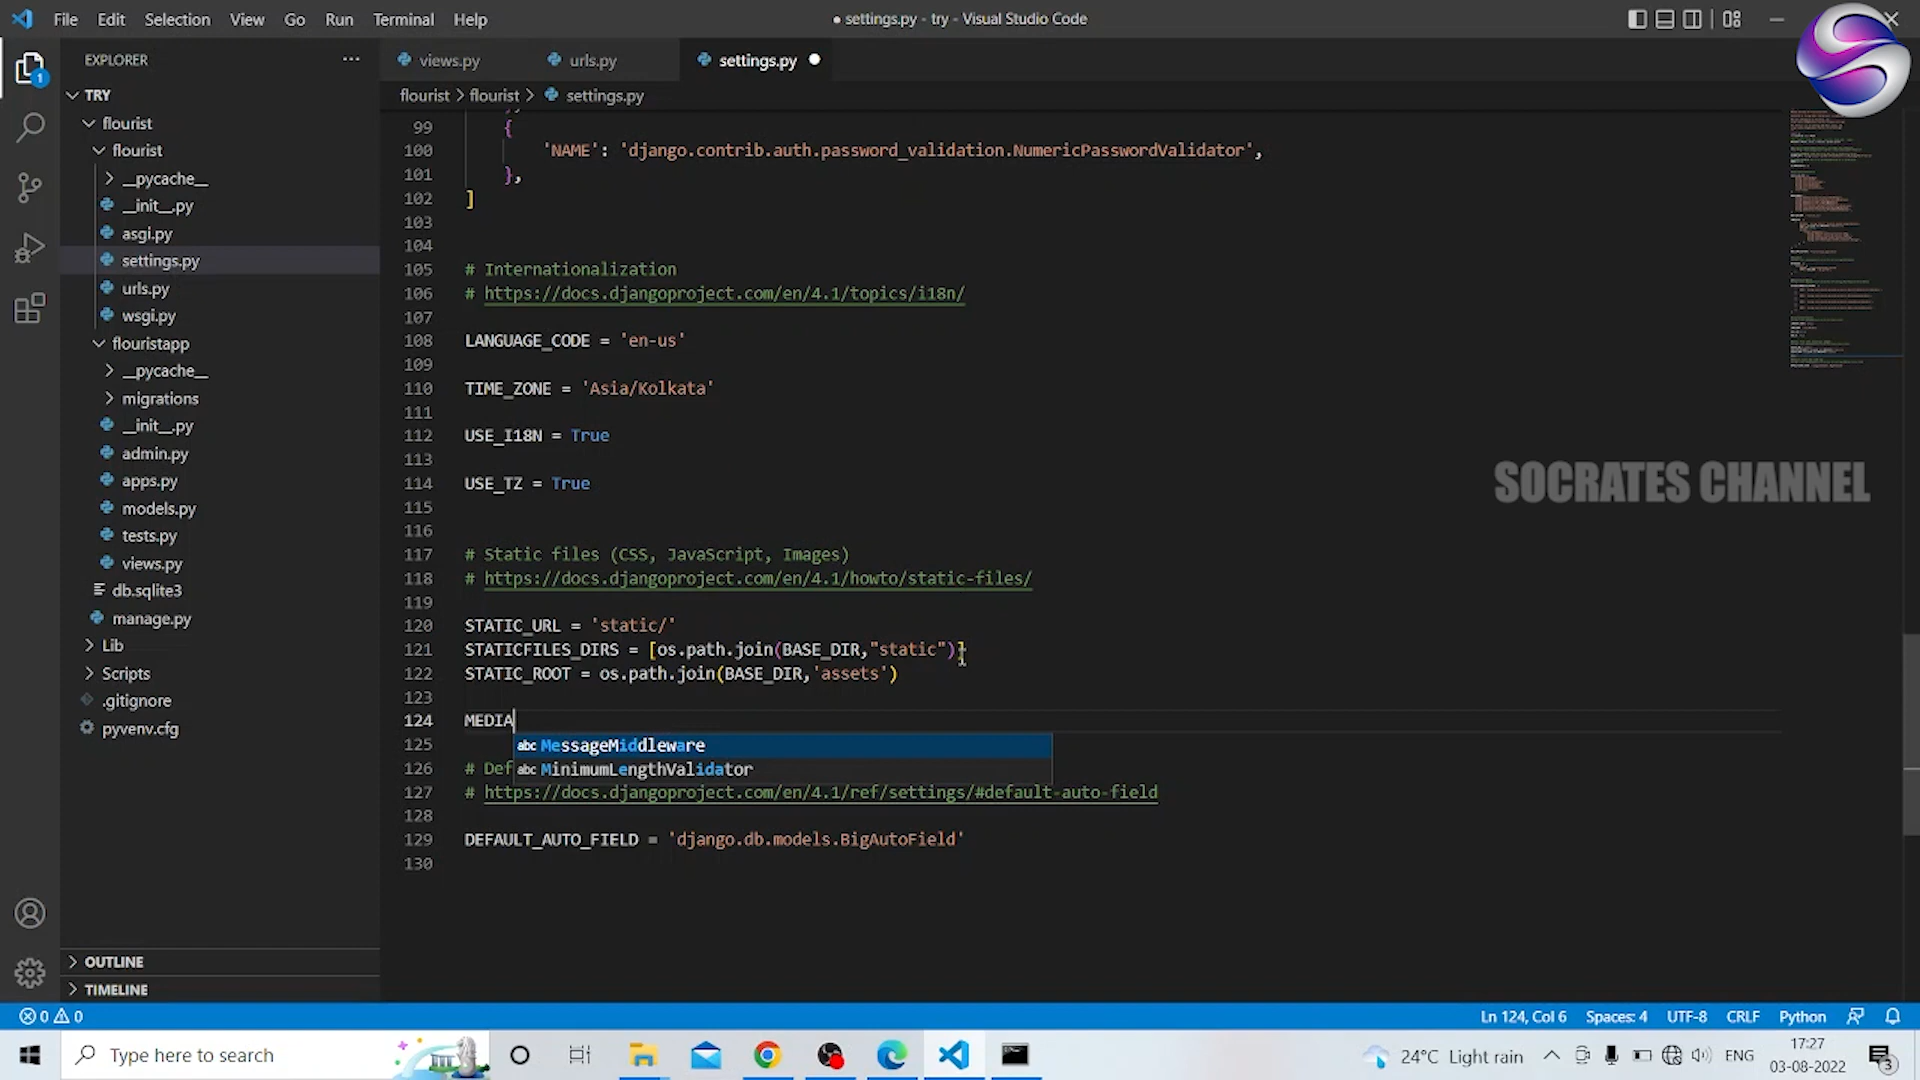 File Edit Selection View Go Run Terminal Help
● settings.py - try - Visual Studio Code
EXPLORER
views.py
urls.py
settings.py
TRY
flourist > flourist > settings.py
flourist
flourist
__pycache__
__init__.py
asgi.py
settings.py
urls.py
wsgi.py
flouristapp
__pycache__
migrations
__init__.py
admin.py
apps.py
models.py
tests.py
views.py
db.sqlite3
manage.py
Lib
Scripts
.gitignore
pyvenv.cfg
OUTLINE
TIMELINE
99 {
100 'NAME': 'django.contrib.auth.password_validation.NumericPasswordValidator',
101 },
102 ]
103
104
105 # Internationalization
106 # https://docs.djangoproject.com/en/4.1/topics/i18n/
107
108 LANGUAGE_CODE = 'en-us'
109
110 TIME_ZONE = 'Asia/Kolkata'
111
112 USE_I18N = True
113
114 USE_TZ = True
115
116
117 # Static files (CSS, JavaScript, Images)
118 # https://docs.djangoproject.com/en/4.1/howto/static-files/
119
120 STATIC_URL = 'static/'
121 STATICFILES_DIRS = [os.path.join(BASE_DIR,"static")]
122 STATIC_ROOT = os.path.join(BASE_DIR,'assets')
123
124 MEDIA
125
abc MessageMiddleware
126 # Def
abc MinimumLengthValidator
127 # https://docs.djangoproject.com/en/4.1/ref/settings/#default-auto-field
128
129 DEFAULT_AUTO_FIELD = 'django.db.models.BigAutoField'
130
SOCRATES CHANNEL
1
0 0
Ln 124, Col 6 Spaces: 4 UTF-8 CRLF Python
Type here to search
24°C Light rain
ENG
17:27
03-08-2022
3